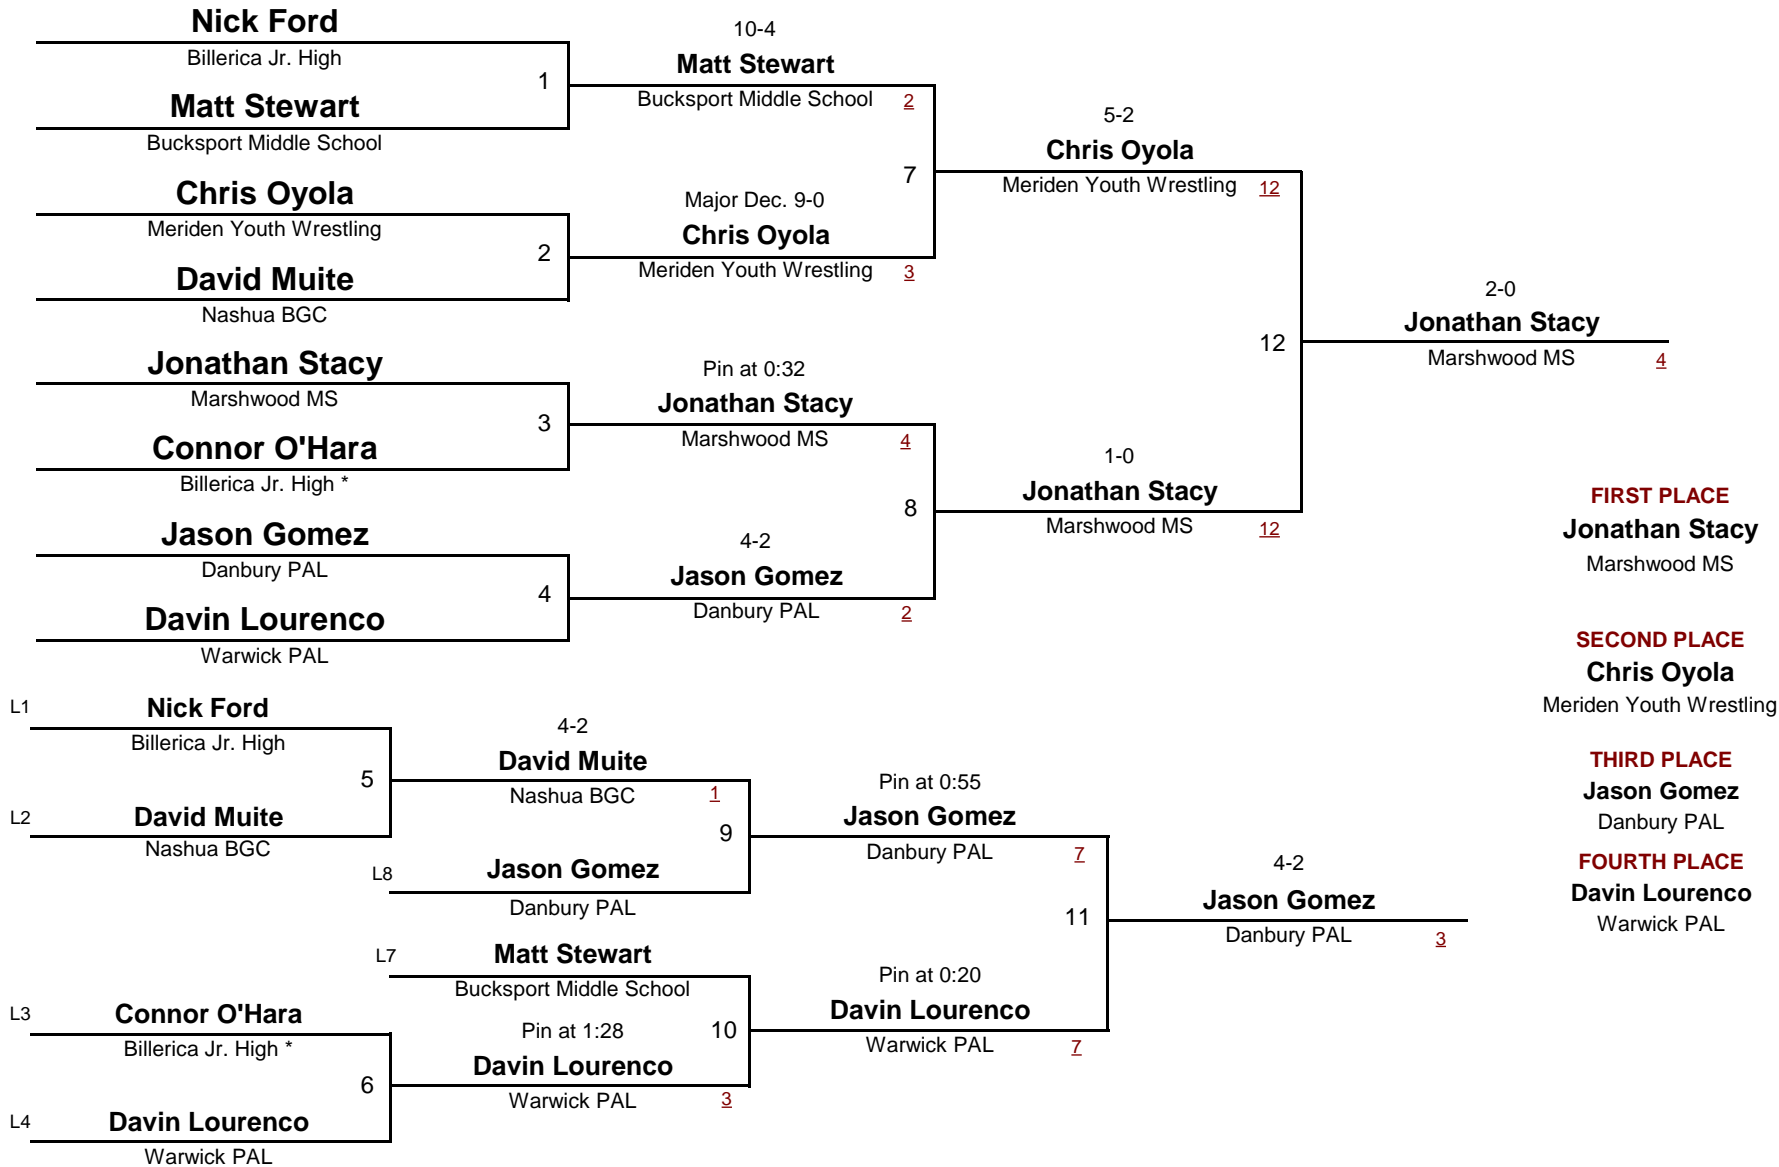 Nick Ford
Billerica Jr. High
1
Matt Stewart
Bucksport Middle School
10-4
Matt Stewart
Bucksport Middle School 2
Chris Oyola
Meriden Youth Wrestling
2
David Muite
Nashua BGC
Major Dec. 9-0
Chris Oyola
Meriden Youth Wrestling 3
7
5-2
Chris Oyola
Meriden Youth Wrestling 12
Jonathan Stacy
Marshwood MS
3
Connor O'Hara
Billerica Jr. High *
Pin at 0:32
Jonathan Stacy
Marshwood MS 4
Jason Gomez
Danbury PAL
4
Davin Lourenco
Warwick PAL
4-2
Jason Gomez
Danbury PAL 2
8
1-0
Jonathan Stacy
Marshwood MS 12
12
2-0
Jonathan Stacy
Marshwood MS 4
L1 Nick Ford
Billerica Jr. High
5
L2 David Muite
Nashua BGC
4-2
David Muite
Nashua BGC 1
9
L8 Jason Gomez
Danbury PAL
Pin at 0:55
Jason Gomez
Danbury PAL 7
L7 Matt Stewart
Bucksport Middle School
10
L3 Connor O'Hara
Billerica Jr. High *
6
L4 Davin Lourenco
Warwick PAL
Pin at 1:28
Davin Lourenco
Warwick PAL 3
Pin at 0:20
Davin Lourenco
Warwick PAL 7
11
4-2
Jason Gomez
Danbury PAL 3
FIRST PLACE
Jonathan Stacy
Marshwood MS
SECOND PLACE
Chris Oyola
Meriden Youth Wrestling
THIRD PLACE
Jason Gomez
Danbury PAL
FOURTH PLACE
Davin Lourenco
Warwick PAL